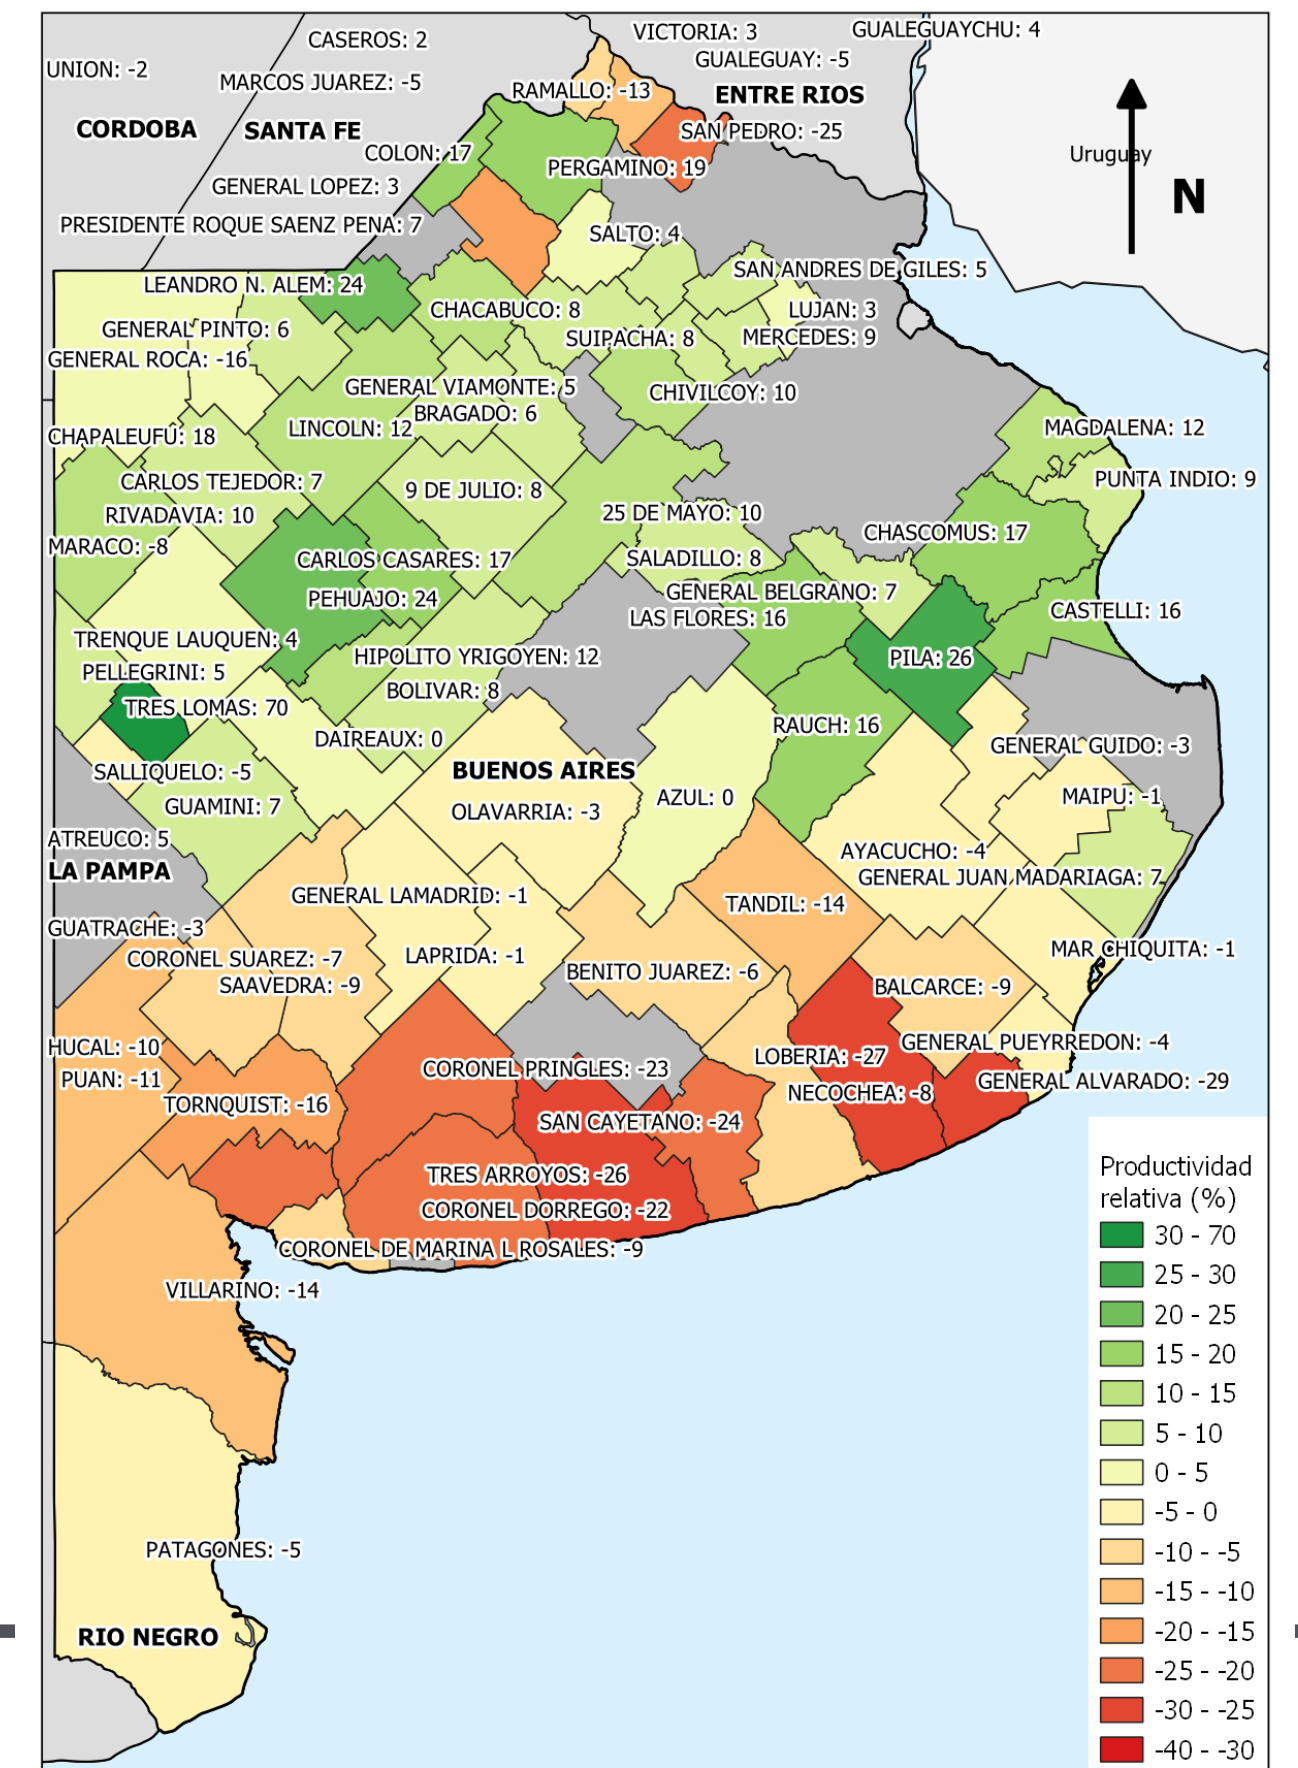 CASEROS: 2
VICTORIA: 3
GUALEGUAYCHU: 4
UNION: -2
MARCOS JUAREZ: -5
GUALEGUAY: -5
RAMALLO: -13
ENTRE RIOS
CORDOBA
SANTA FE
SAN PEDRO: -25
COLON: 17
Uruguay
PERGAMINO: 19
GENERAL LOPEZ: 3
N
PRESIDENTE ROQUE SAENZ PENA: 7
SALTO: 4
SAN ANDRES DE GILES: 5
LEANDRO N. ALEM: 24
CHACABUCO: 8
LUJAN: 3
GENERAL PINTO: 6
SUIPACHA: 8
MERCEDES: 9
GENERAL ROCA: -16
GENERAL VIAMONTE: 5
CHIVILCOY: 10
BRAGADO: 6
LINCOLN: 12
MAGDALENA: 12
CHAPALEUFÚ: 18
CARLOS TEJEDOR: 7
9 DE JULIO: 8
PUNTA INDIO: 9
RIVADAVIA: 10
25 DE MAYO: 10
CHASCOMUS: 17
MARACO: -8
CARLOS CASARES: 17
SALADILLO: 8
PEHUAJO: 24
GENERAL BELGRANO: 7
LAS FLORES: 16
CASTELLI: 16
TRENQUE LAUQUEN: 4
HIPOLITO YRIGOYEN: 12
PILA: 26
PELLEGRINI: 5
BOLIVAR: 8
TRES LOMAS: 70
DAIREAUX: 0
RAUCH: 16
GENERAL GUIDO: -3
SALLIQUELO: -5
BUENOS AIRES
GUAMINI: 7
OLAVARRIA: -3
AZUL: 0
MAIPU: -1
ATREUCO: 5
AYACUCHO: -4
LA PAMPA
GENERAL JUAN MADARIAGA: 7
GENERAL LAMADRID: -1
TANDIL: -14
GUATRACHE: -3
CORONEL SUAREZ: -7
LAPRIDA: -1
MAR CHIQUITA: -1
SAAVEDRA: -9
BENITO JUAREZ: -6
BALCARCE: -9
HUCAL: -10
GENERAL PUEYRREDON: -4
LOBERIA: -27
PUAN: -11
CORONEL PRINGLES: -23
GENERAL ALVARADO: -29
NECOCHEA: -8
TORNQUIST: -16
SAN CAYETANO: -24
TRES ARROYOS: -26
CORONEL DORREGO: -22
CORONEL DE MARINA L ROSALES: -9
VILLARINO: -14
PATAGONES: -5
RIO NEGRO
Productividad
relativa (%)
30 - 70
25 - 30
20 - 25
15 - 20
10 - 15
5 - 10
0 - 5
-5 - 0
-10 - -5
-15 - -10
-20 - -15
-25 - -20
-30 - -25
-40 - -30